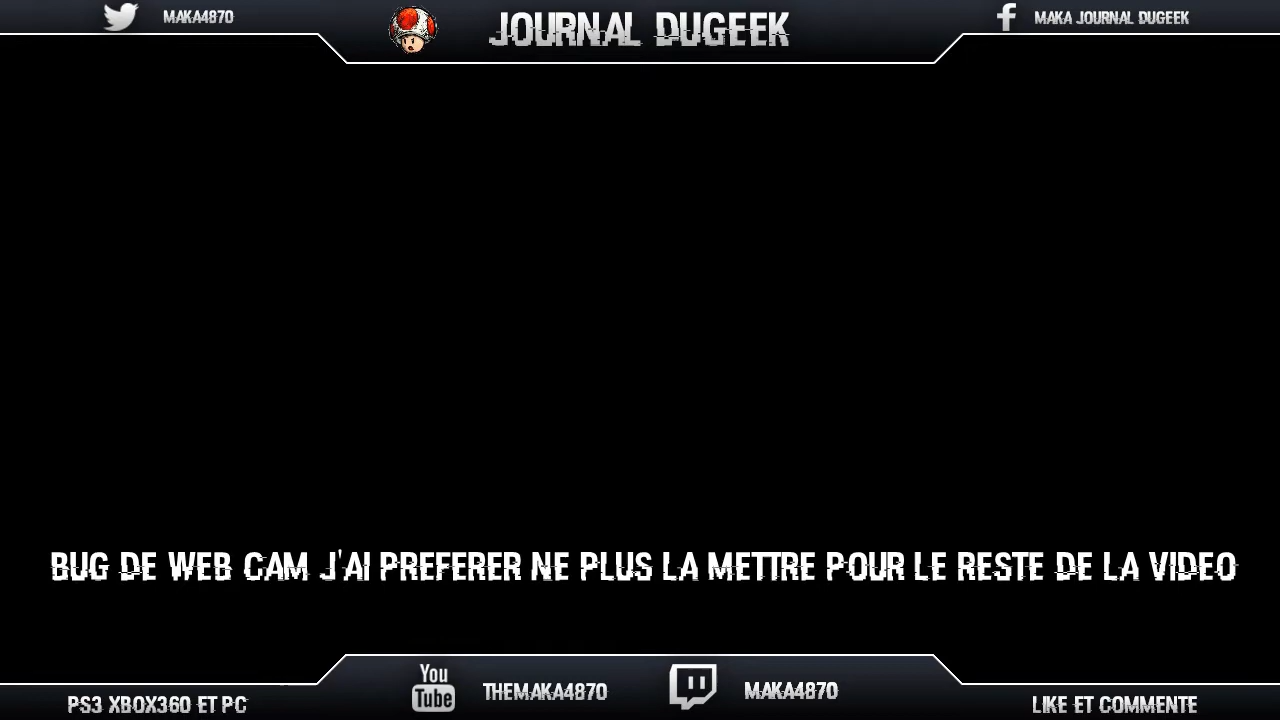 MAKA4870
JOURNAL DUGEEK
MAKA JOURNAL DUGEEK
BUG DE WEB CAM J'AI PREFERER NE PLUS LA METTRE POUR LE RESTE DE LA VIDEO
You
Tube
THEMAKA4870
MAKA4870
PS3 XBOX360 ET PC
LIKE ET COMMENTE